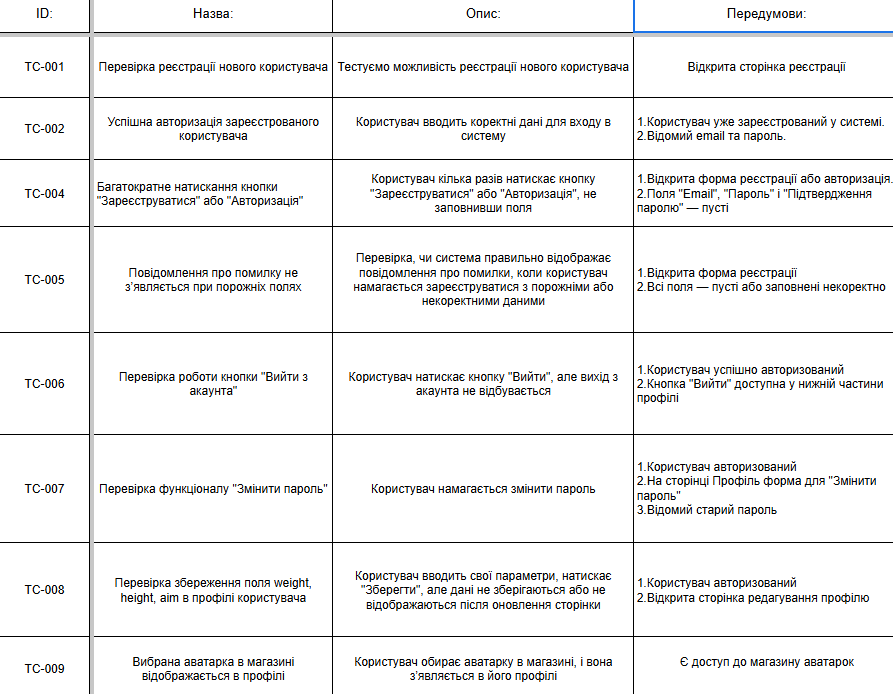 ID:
Назва:
Опис:
Передумови:
TC-001
Перевірка реєстрації нового користувача
Тестуємо можливість реєстрації нового користувача
Відкрита сторінка реєстрації
TC-002
Успішна авторизація зареєстрованого
користувача
Користувач вводить коректні дані для входу в
систему
1.Користувач уже зареєстрований у системі.
2.Відомий email та пароль.
TC-004
Багатократне натискання кнопки
"Зареєструватися" або "Авторизація"
Користувач кілька разів натискає кнопку
"Зареєструватися" або "Авторизація", не
заповнивши поля
1.Відкрита форма реєстрації або авторизація.
2.Поля "Email", "Пароль" і "Підтвердження
паролю" — пусті
TC-005
Повідомлення про помилку не
з’являється при порожніх полях
Перевірка, чи система правильно відображає
повідомлення про помилки, коли користувач
намагається зареєструватися з порожніми або
некоректними даними
1.Відкрита форма реєстрації
2.Всі поля — пусті або заповнені некоректно
TC-006
Перевірка роботи кнопки "Вийти з
акаунта"
Користувач натискає кнопку "Вийти", але вихід з
акаунта не відбувається
1.Користувач успішно авторизований
2.Кнопка "Вийти" доступна у нижній частини
профілі
TC-007
Перевірка функціоналу "Змінити пароль"
Користувач намагається змінити пароль
1.Користувач авторизований
2.На сторінці Профіль форма для "Змінити
пароль"
3.Відомий старий пароль
TC-008
Перевірка збереження поля weight,
height, aim в профілі користувача
Користувач вводить свої параметри, натискає
"Зберегти", але дані не зберігаються або не
відображаються після оновлення сторінки
1.Користувач авторизований
2.Відкрита сторінка редагування профілю
TC-009
Вибрана аватарка в магазині
відображається в профілі
Користувач обирає аватарку в магазині, і вона
з’являється в його профілі
Є доступ до магазину аватарок